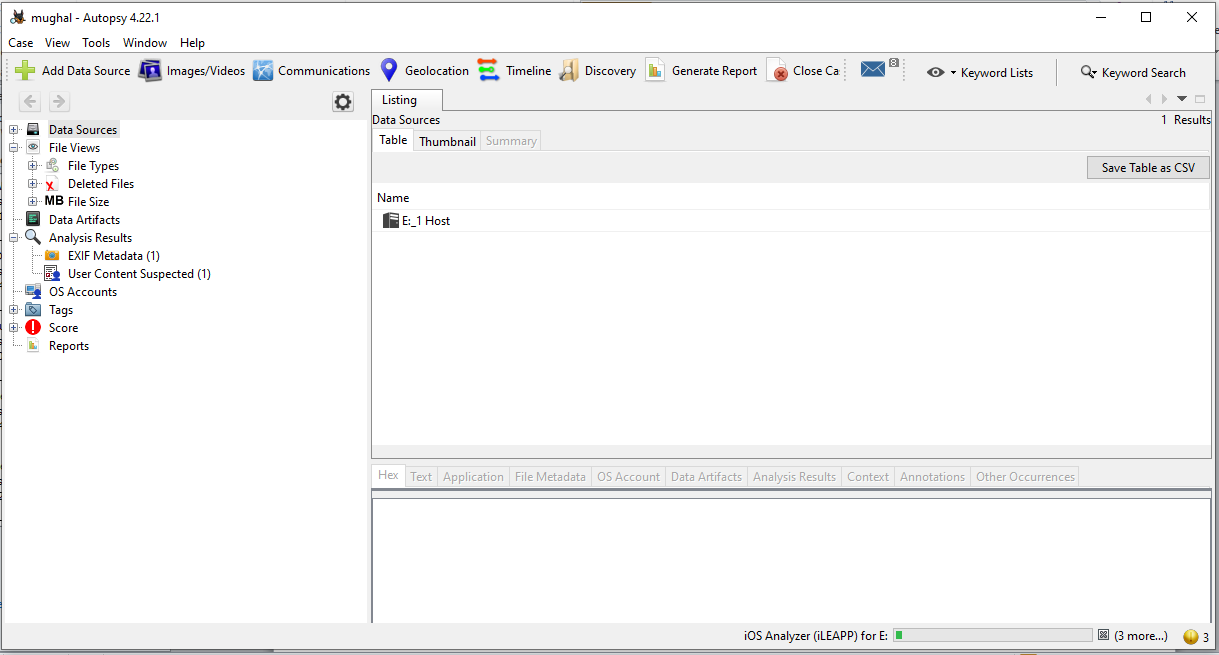 mughal - Autopsy 4.22.1
Case View Tools Window Help
Add Data Source Images/Videos Communications Geolocation Timeline Discovery Generate Report Close Ca 8 Keyword Lists Keyword Search
Listing
Data Sources 1 Results
Table Thumbnail Summary
Save Table as CSV
Name
E:_1 Host
Data Sources
File Views
File Types
Deleted Files
MB File Size
Data Artifacts
Analysis Results
EXIF Metadata (1)
User Content Suspected (1)
OS Accounts
Tags
Score
Reports
Hex Text Application File Metadata OS Account Data Artifacts Analysis Results Context Annotations Other Occurrences
iOS Analyzer (iLEAPP) for E: (3 more...) 3